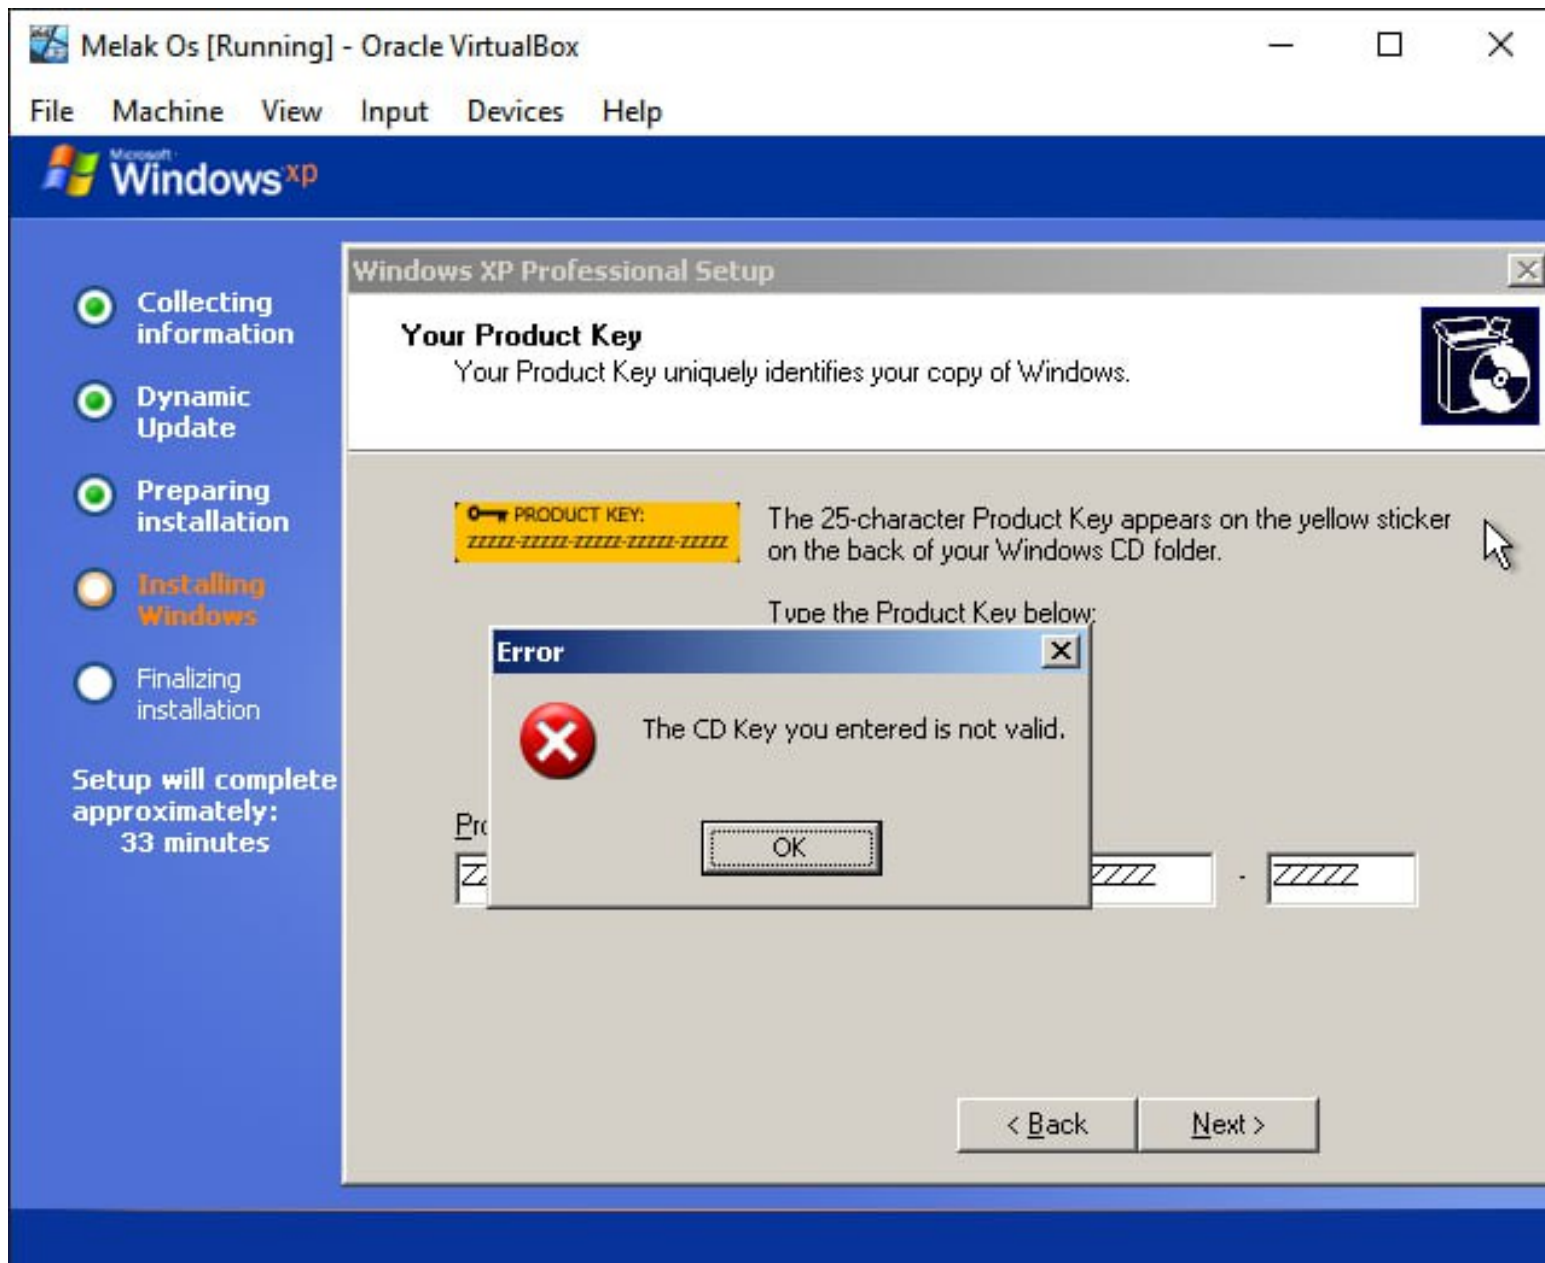 Melak Os [Running] - Oracle VirtualBox
File Machine View Input Devices Help
Microsoft
Windows xp
Collecting
information
Dynamic
Update
Preparing
installation
Installing
Windows
Finalizing
installation
Setup will complete
approximately:
33 minutes
Windows XP Professional Setup
Your Product Key
Your Product Key uniquely identifies your copy of Windows.
PRODUCT KEY:
ZZZZZ-ZZZZZ-ZZZZZ-ZZZZZ-ZZZZZ
The 25-character Product Key appears on the yellow sticker
on the back of your Windows CD folder.
Type the Product Key below:
Error
The CD Key you entered is not valid.
OK
ZZZZ - ZZZZZ
< Back Next >